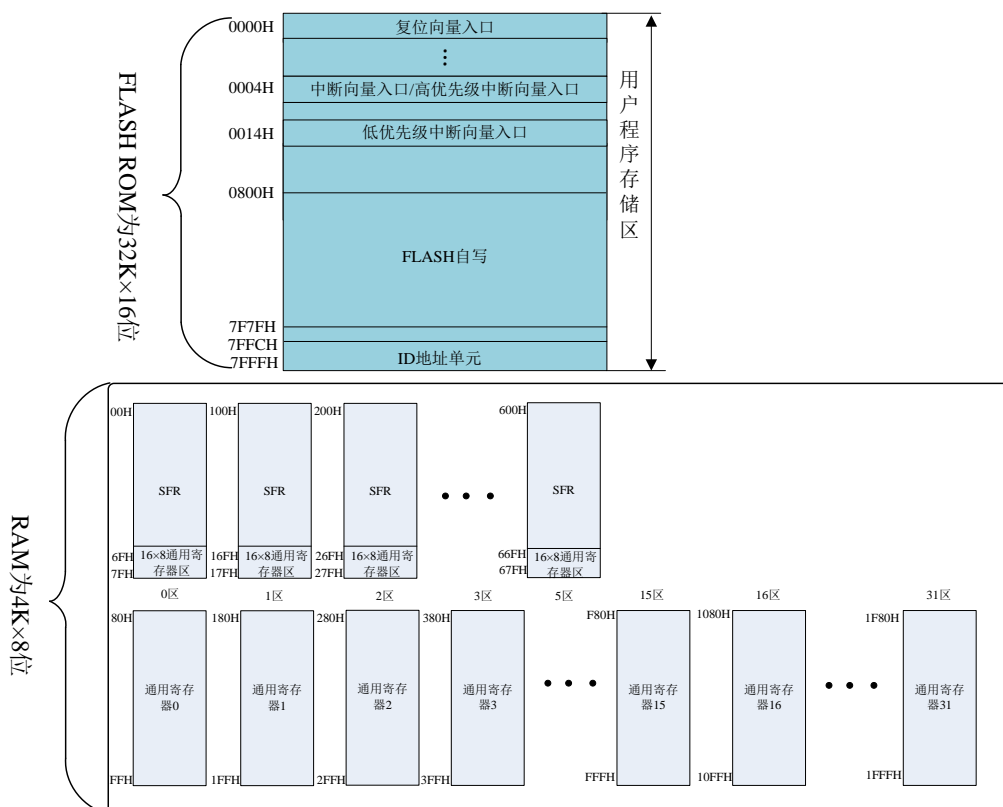 FLASH ROM为32K×16位
0000H
复位向量入口
0004H
中断向量入口/高优先级中断向量入口
0014H
低优先级中断向量入口
0800H
FLASH自写
7F7FH
7FFCH
7FFFH
ID地址单元
用户程序存储区
RAM为4K×8位
00H
SFR
6FH
16×8通用寄
存器区
7FH
100H
SFR
16FH
16×8通用寄
存器区
17FH
200H
SFR
26FH
16×8通用寄
存器区
27FH
600H
SFR
66FH
16×8通用寄
存器区
67FH
0区
1区
2区
3区
5区
15区
16区
31区
80H
通用寄存
器0
FFH
180H
通用寄存
器1
1FFH
280H
通用寄存
器2
2FFH
380H
通用寄存
器3
3FFH
F80H
通用寄存
器15
FFFH
1080H
通用寄存
器16
10FFH
1F80H
通用寄存
器31
1FFFH